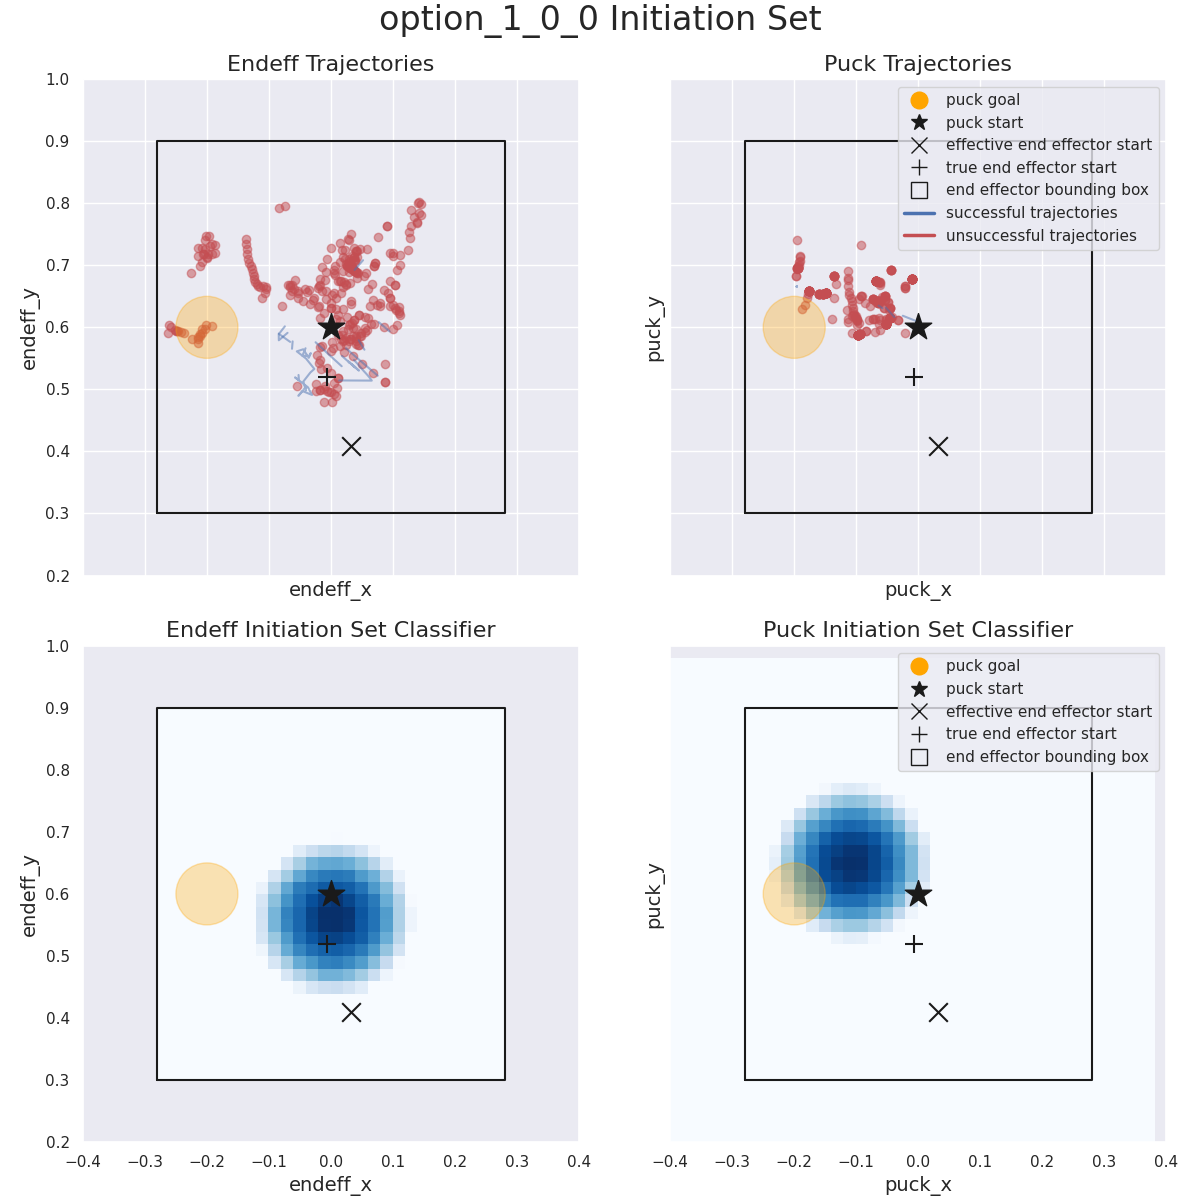 option_1_0_0 Initiation Set
Endeff Trajectories
1.0
0.9
0.8
0.7
0.6
0.5
0.4
0.3
0.2
endeff_y
endeff_x
Puck Trajectories
puck goal
puck start
effective end effector start
true end effector start
end effector bounding box
successful trajectories
unsuccessful trajectories
puck_y
puck_x
Endeff Initiation Set Classifier
1.0
0.9
0.8
0.7
0.6
0.5
0.4
0.3
0.2
endeff_y
−0.4 −0.3 −0.2 −0.1 0.0 0.1 0.2 0.3 0.4
endeff_x
Puck Initiation Set Classifier
puck goal
puck start
effective end effector start
true end effector start
end effector bounding box
puck_y
−0.4 −0.3 −0.2 −0.1 0.0 0.1 0.2 0.3 0.4
puck_x